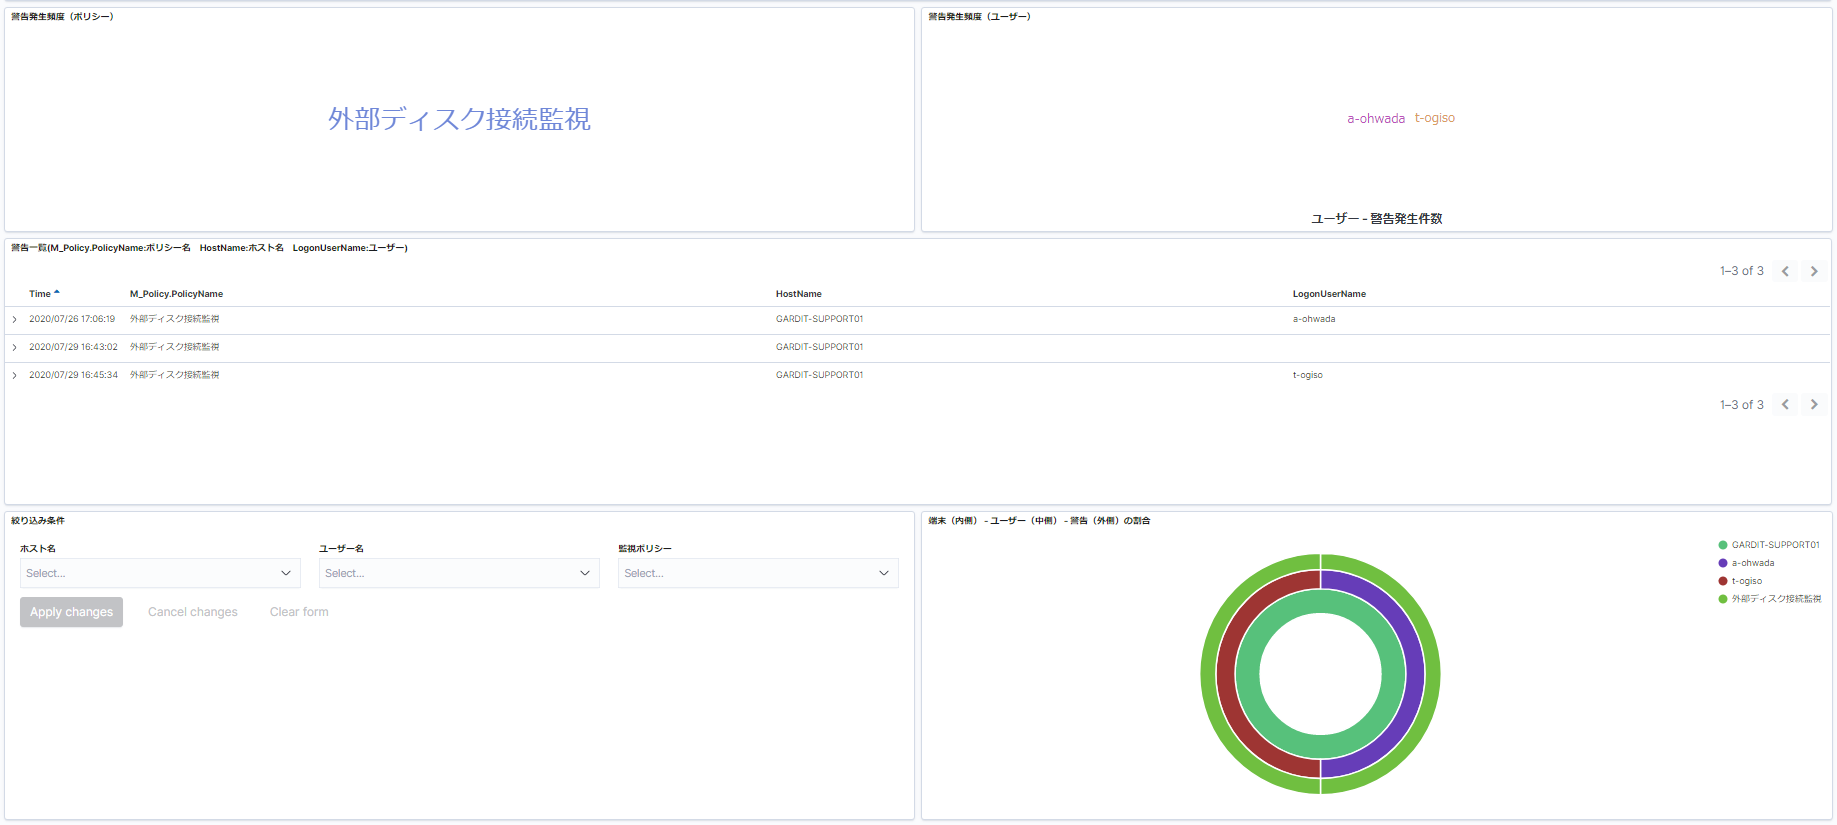 警告発生頻度（ポリシー）
外部ディスク接続監視
警告発生頻度（ユーザー）
a-ohwada t-ogiso
ユーザー - 警告発生件数
警告一覧(M_Policy.PolicyName:ポリシー名　HostName:ホスト名　LogonUserName:ユーザー)
1–3 of 3
Time M_Policy.PolicyName HostName LogonUserName
2020/07/26 17:06:19 外部ディスク接続監視 GARDIT-SUPPORT01 a-ohwada
2020/07/29 16:43:02 外部ディスク接続監視 GARDIT-SUPPORT01
2020/07/29 16:45:34 外部ディスク接続監視 GARDIT-SUPPORT01 t-ogiso
1–3 of 3
絞り込み条件
ホスト名 ユーザー名 監視ポリシー
Select... Select... Select...
Apply changes Cancel changes Clear form
端末（内側） - ユーザー（中側） - 警告（外側）の割合
GARDIT-SUPPORT01
a-ohwada
t-ogiso
外部ディスク接続監視